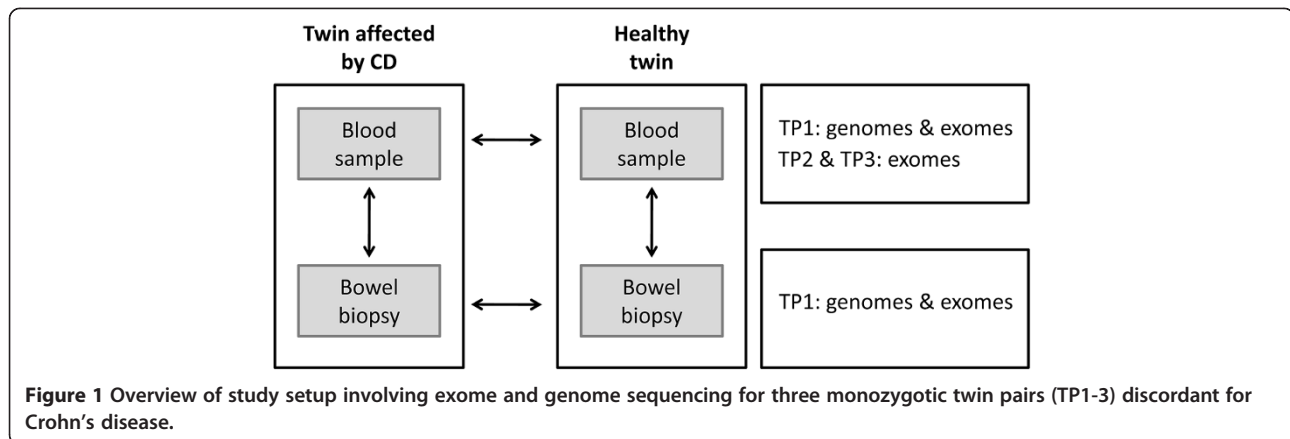 Twin affected
by CD
Healthy
twin
Blood
sample
Blood
sample
TP1: genomes & exomes
TP2 & TP3: exomes
Bowel
biopsy
Bowel
biopsy
TP1: genomes & exomes
Figure 1 Overview of study setup involving exome and genome sequencing for three monozygotic twin pairs (TP1-3) discordant for
Crohn’s disease.